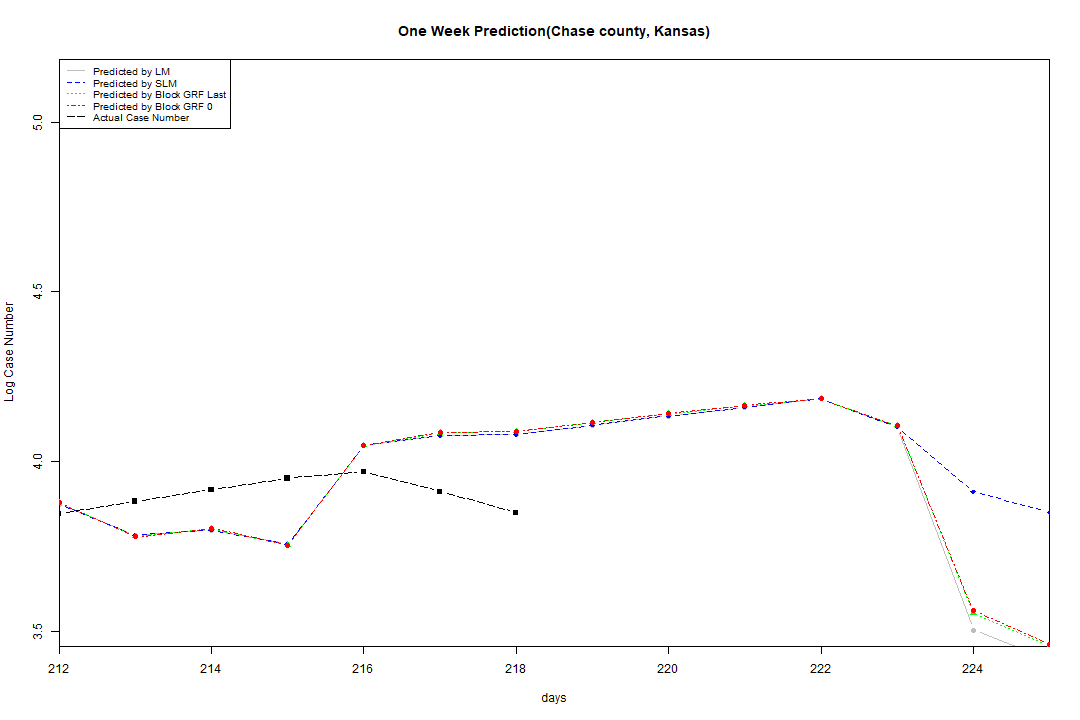 One Week Prediction(Chase county, Kansas)
Predicted by LM
Predicted by SLM
Predicted by Block GRF Last
Predicted by Block GRF 0
Actual Case Number
5.0
4.5
4.0
3.5
Log Case Number
212 214 216 218 220 222 224
days